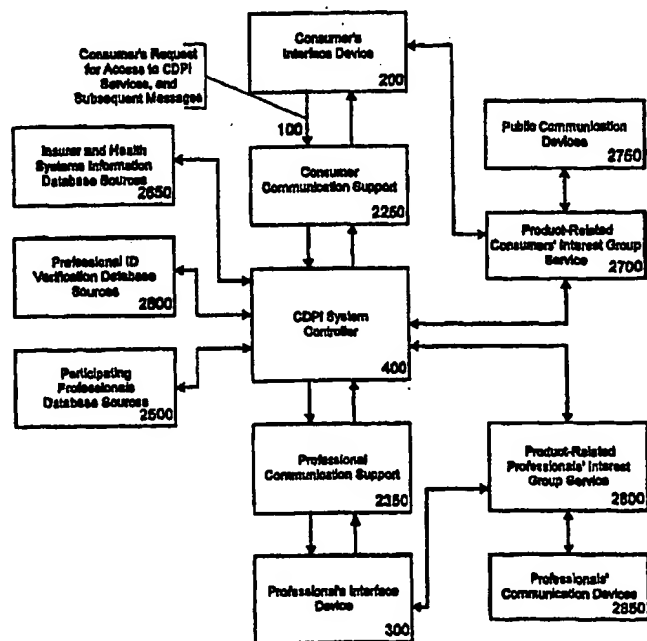 Consumer's Request
for Access to CDPI
Services, and
Subsequent Messages
100
Consumer's
Interface Device
200
Insurer and Health
Systems Information
Database Sources
2650
Consumer
Communication Support
2250
Public Communication
Devices
2750
Professional ID
Verification Database
Sources
2600
Product-Related
Consumers' Interest Group
Service
2700
CDPI System
Controller
400
Participating
Professionals
Database Sources
2500
Professional
Communication Support
2350
Product-Related
Professionals' Interest
Group Service
2800
Professional's Interface
Device
300
Professionals'
Communication Devices
2850